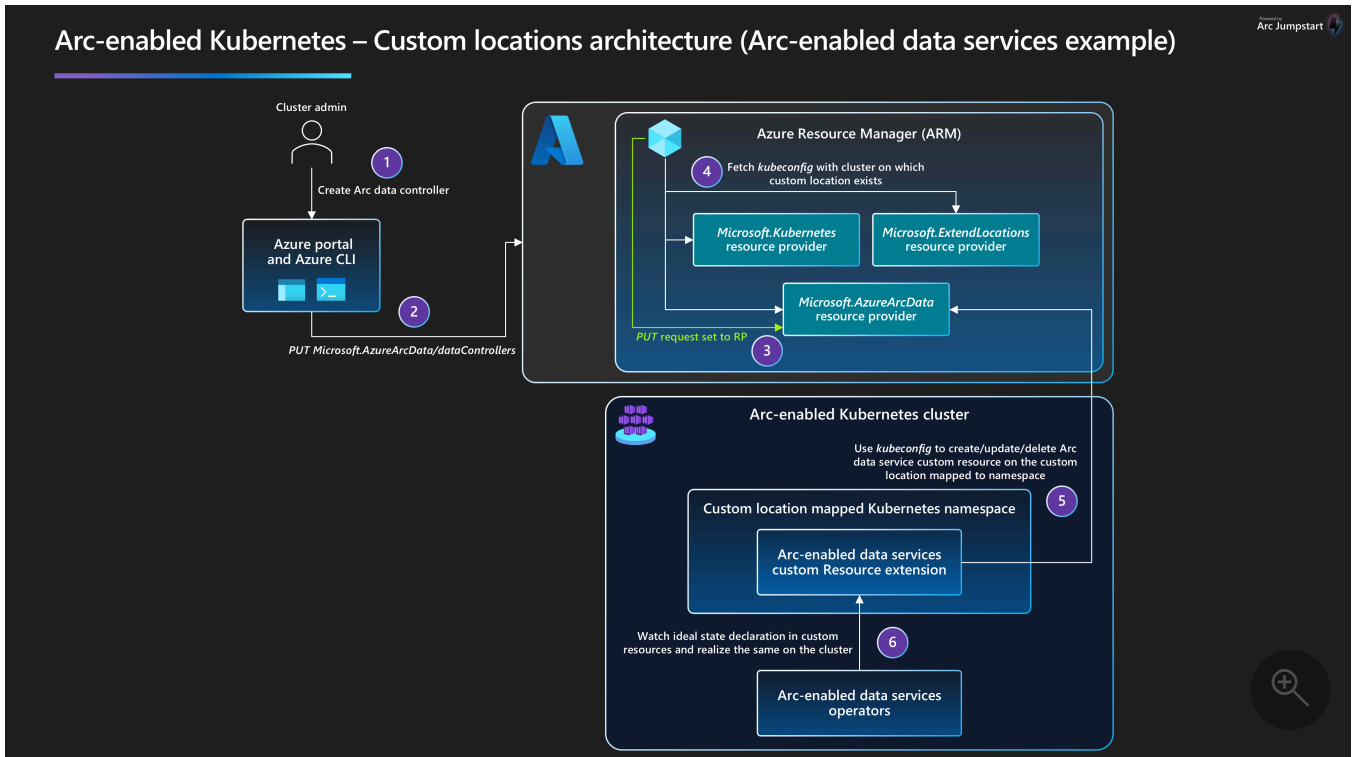 Powered by
Arc Jumpstart
Arc-enabled Kubernetes – Custom locations architecture (Arc-enabled data services example)
Cluster admin
1
Create Arc data controller
Azure portal
and Azure CLI
2
PUT Microsoft.AzureArcData/dataControllers
Azure Resource Manager (ARM)
4
Fetch kubeconfig with cluster on which
custom location exists
Microsoft.Kubernetes
resource provider
Microsoft.ExtendLocations
resource provider
Microsoft.AzureArcData
resource provider
PUT request set to RP
3
Arc-enabled Kubernetes cluster
Use kubeconfig to create/update/delete Arc
data service custom resource on the custom
location mapped to namespace
5
Custom location mapped Kubernetes namespace
Arc-enabled data services
custom Resource extension
Watch ideal state declaration in custom
resources and realize the same on the cluster
6
Arc-enabled data services
operators